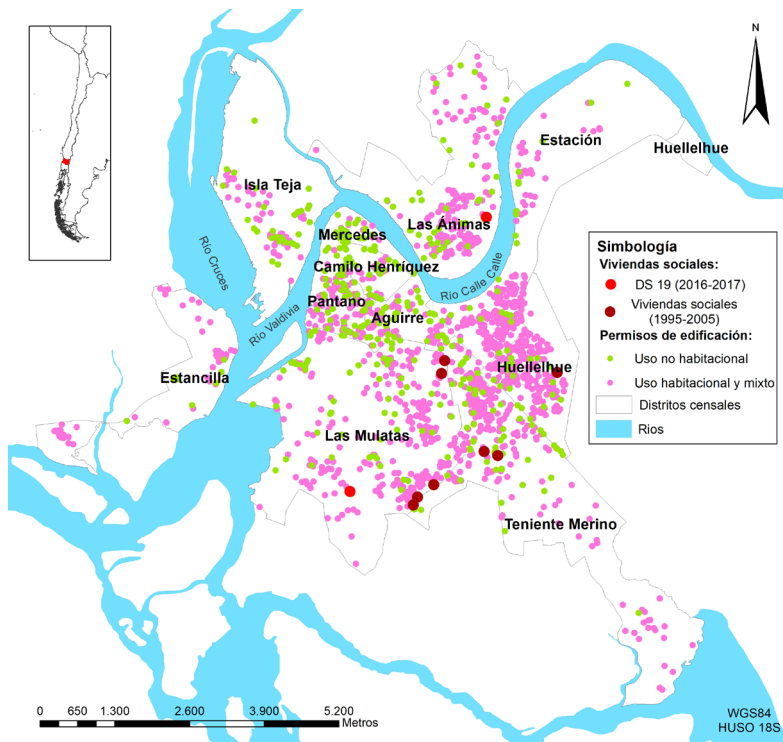 N
Estación
Huellelhue
Isla Teja
Las Ánimas
Mercedes
Río Cruces
Camilo Henríquez
Río Calle Calle
Pantano
Aguirre
Río Valdivia
Estancilla
Huellelhue
Las Mulatas
Teniente Merino
Simbología
Viviendas sociales:
DS 19 (2016-2017)
Viviendas sociales
(1995-2005)
Permisos de edificación:
Uso no habitacional
Uso habitacional y mixto
Distritos censales
Rios
0 650 1.300 2.600 3.900 5.200
Metros
WGS84
HUSO 18S